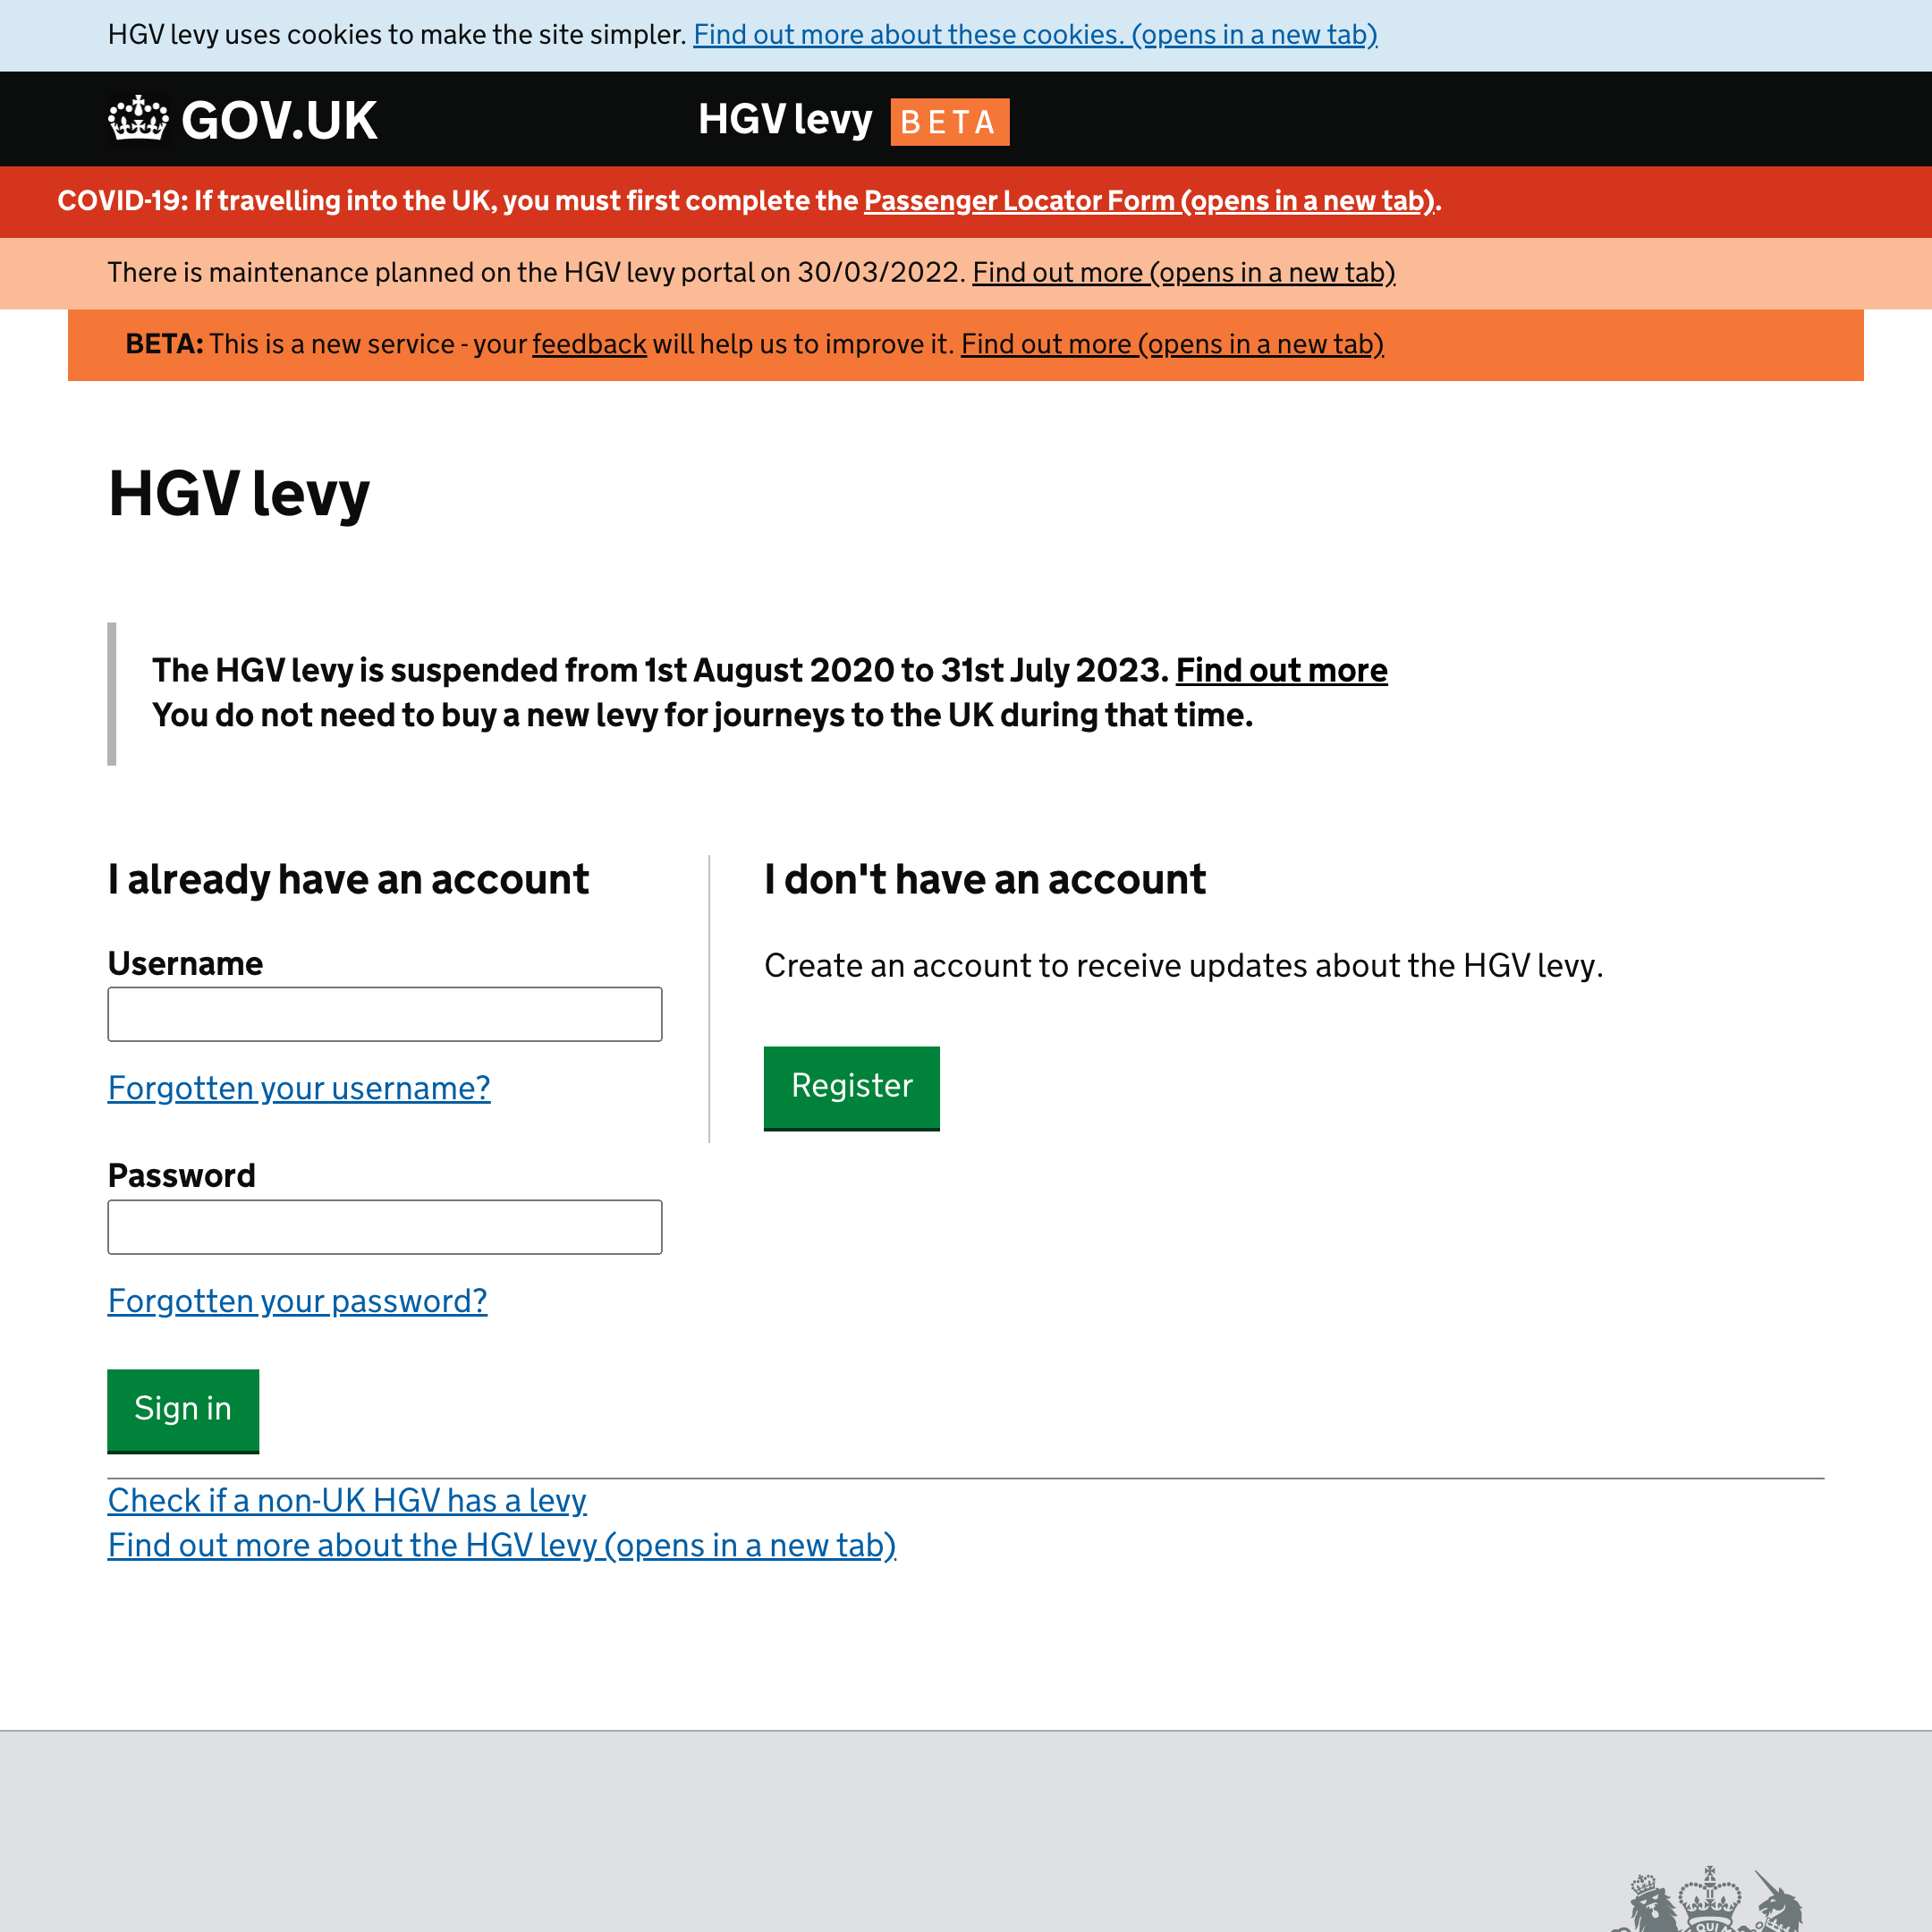 HGV levy uses cookies to make the site simpler. Find out more about these cookies. (opens in a new tab)
GOV.UK
HGV levy BETA
COVID-19: If travelling into the UK, you must first complete the Passenger Locator Form (opens in a new tab).
There is maintenance planned on the HGV levy portal on 30/03/2022. Find out more (opens in a new tab)
BETA: This is a new service - your feedback will help us to improve it. Find out more (opens in a new tab)
HGV levy
The HGV levy is suspended from 1st August 2020 to 31st July 2023. Find out more
You do not need to buy a new levy for journeys to the UK during that time.
I already have an account
Username
Forgotten your username?
Password
Forgotten your password?
Sign in
I don't have an account
Create an account to receive updates about the HGV levy.
Register
Check if a non-UK HGV has a levy
Find out more about the HGV levy (opens in a new tab)